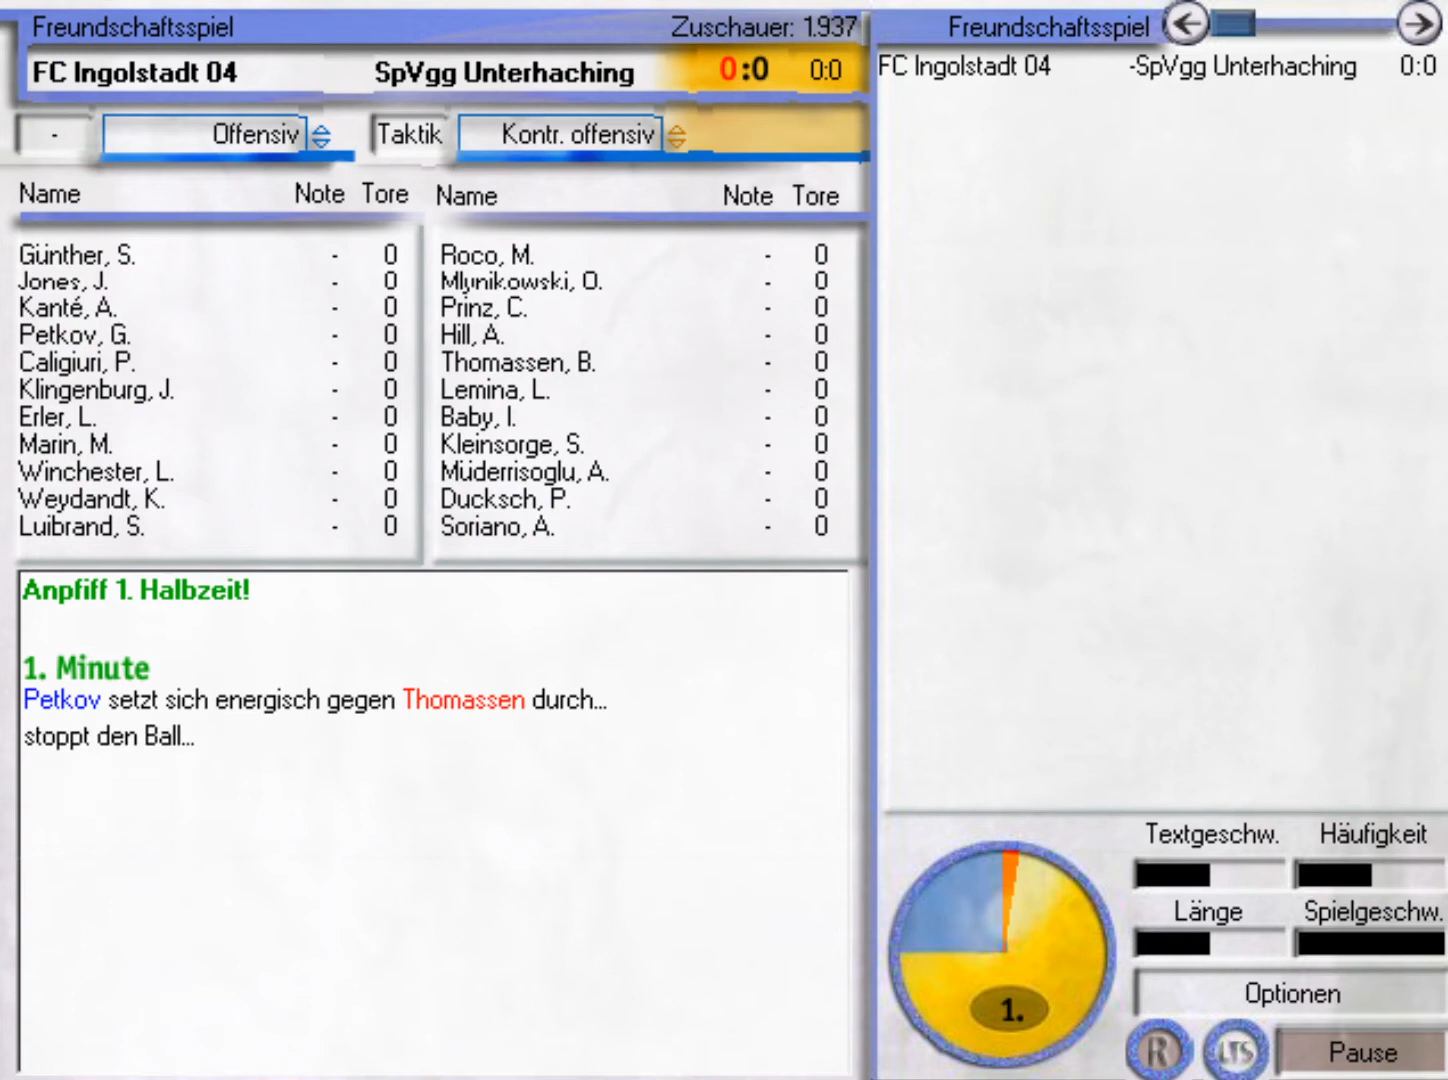 Freundschaftsspiel Zuschauer: 1.937
FC Ingolstadt 04 SpVgg Unterhaching 0:0 0:0
- Offensiv Taktik Kontr. offensiv
Name Note Tore Name Note Tore
Günther, S. - 0 Roco, M. - 0
Jones, J. - 0 Mlynikowski, O. - 0
Kanté, A. - 0 Prinz, C. - 0
Petkov, G. - 0 Hill, A. - 0
Caligiuri, P. - 0 Thomassen, B. - 0
Klingenburg, J. - 0 Lemina, L. - 0
Erler, L. - 0 Baby, I. - 0
Marin, M. - 0 Kleinsorge, S. - 0
Winchester, L. - 0 Müderrisoglu, A. - 0
Weydandt, K. - 0 Ducksch, P. - 0
Luibrand, S. - 0 Soriano, A. - 0
Anpfiff 1. Halbzeit!
1. Minute
Petkov setzt sich energisch gegen Thomassen durch...
stoppt den Ball...
Freundschaftsspiel
FC Ingolstadt 04 -SpVgg Unterhaching 0:0
Textgeschw. Häufigkeit
Länge Spielgeschw.
1.
Optionen
R LTS Pause